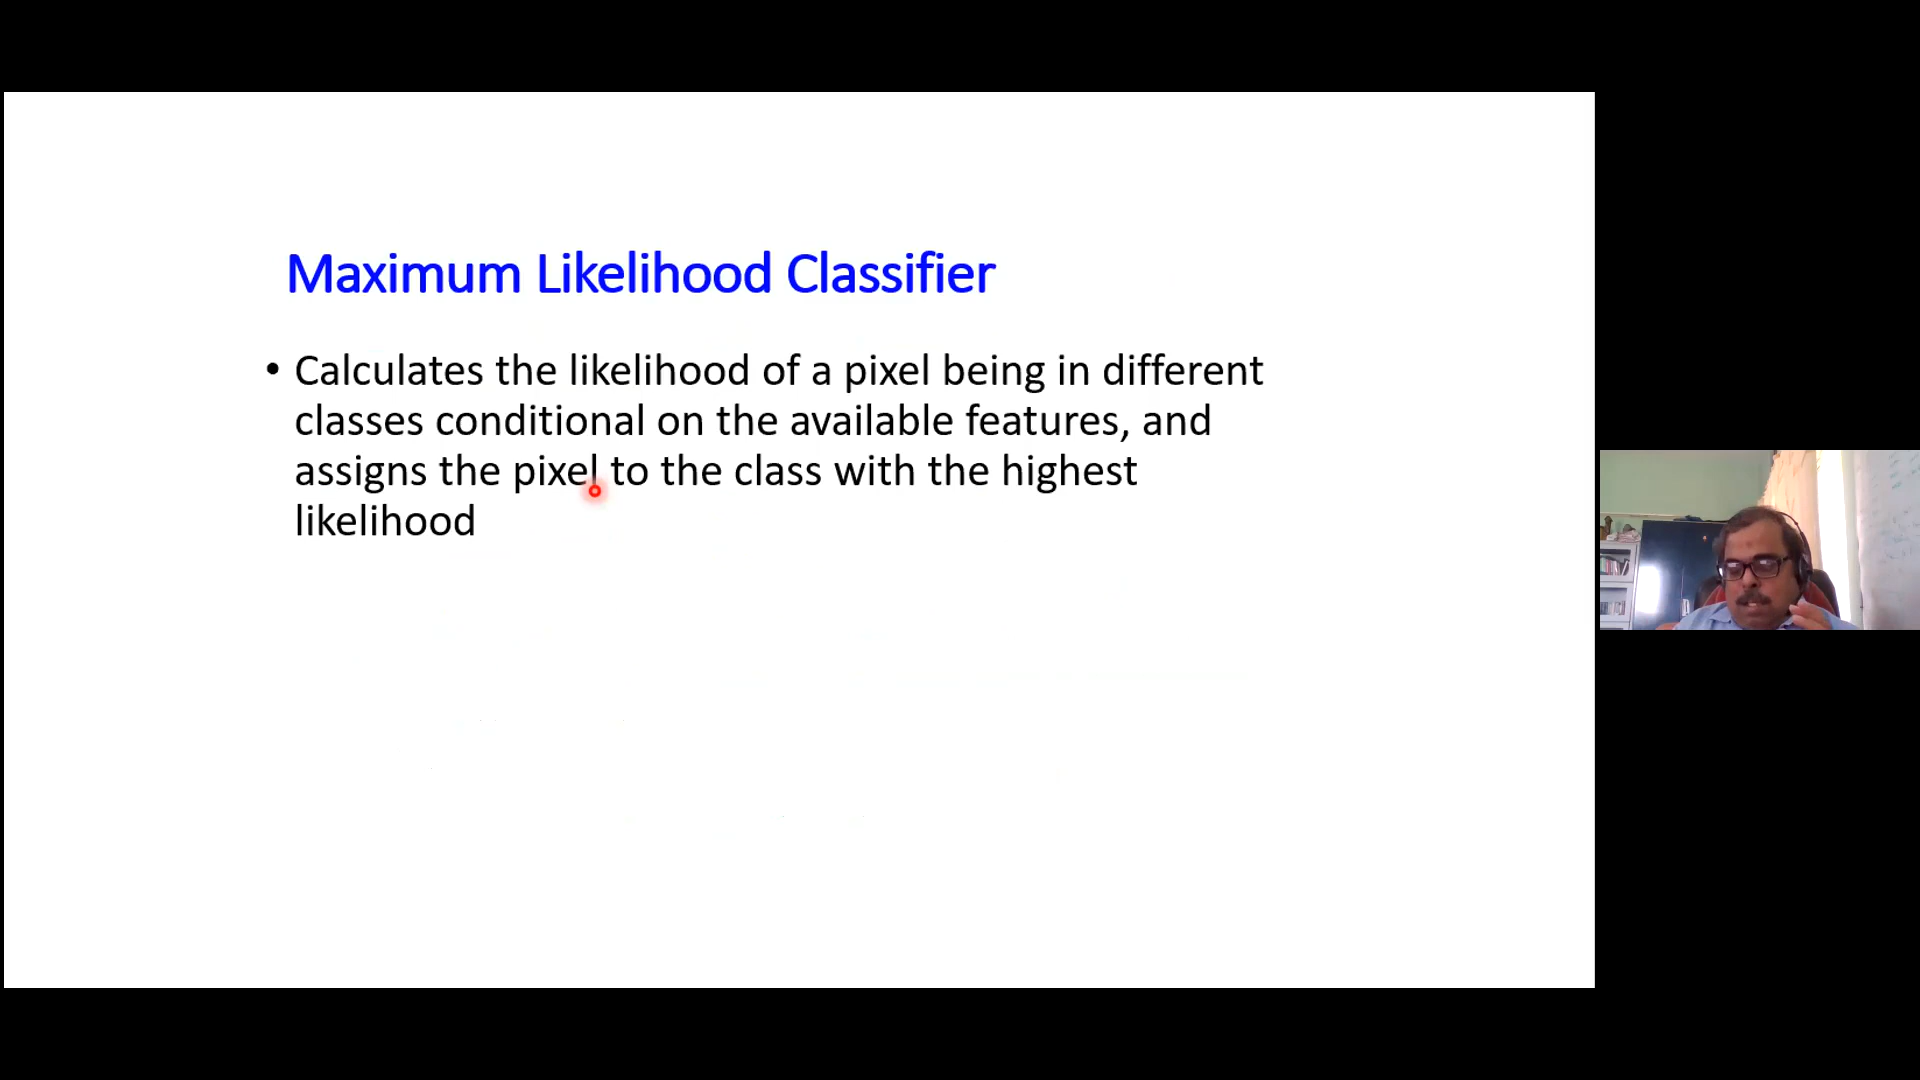 Maximum Likelihood Classifier
• Calculates the likelihood of a pixel being in different
classes conditional on the available features, and
assigns the pixel to the class with the highest
likelihood